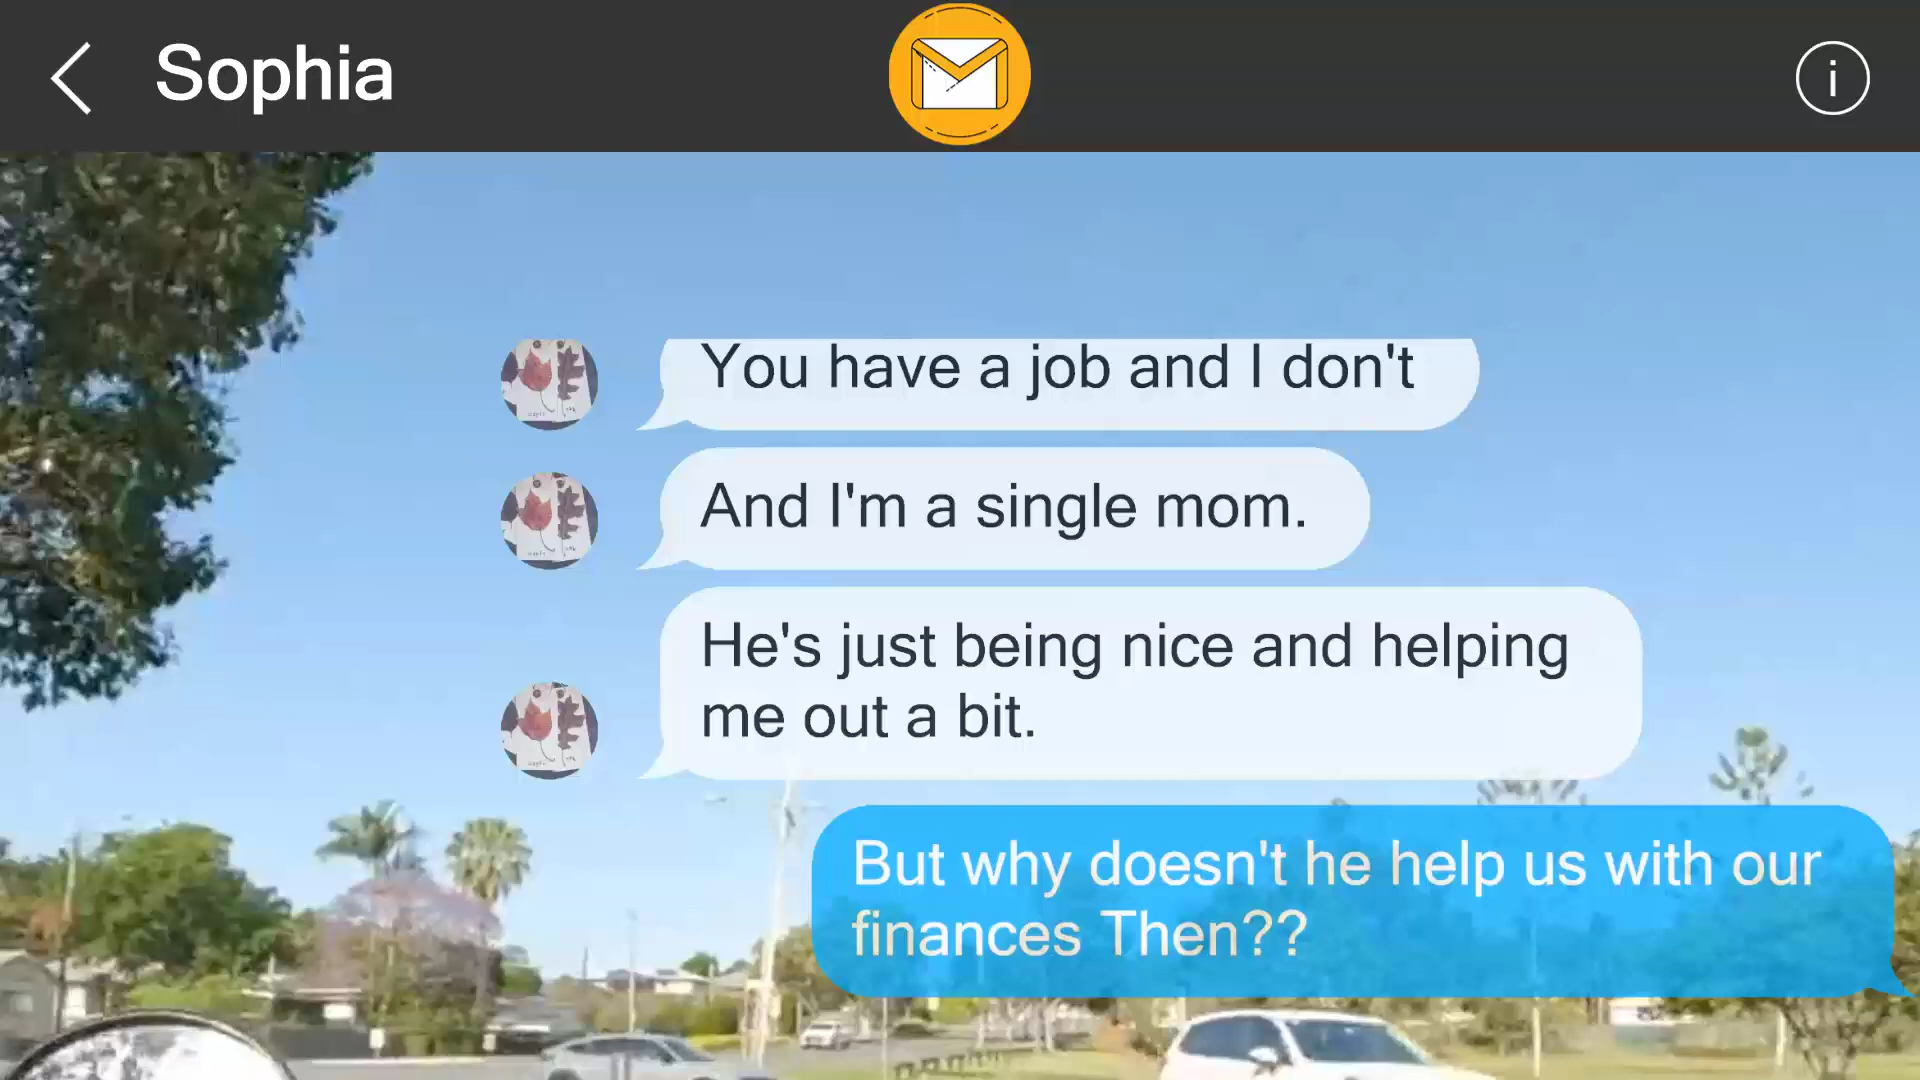 Sophia
i
You have a job and I don't
And I'm a single mom.
He's just being nice and helping
me out a bit.
But why doesn't he help us with our
finances Then??